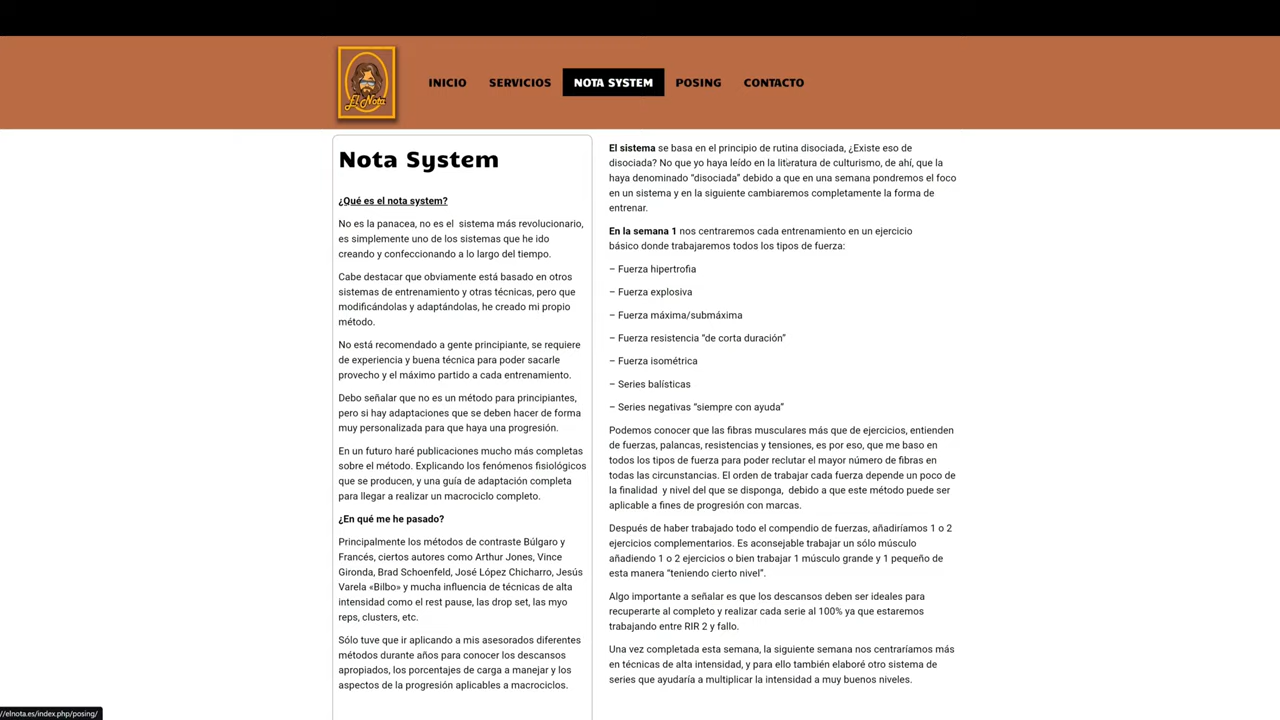 El Nota
INICIO
SERVICIOS
NOTA SYSTEM
POSING
CONTACTO
Nota System
¿Qué es el nota system?
No es la panacea, no es el  sistema más revolucionario,
es simplemente uno de los sistemas que he ido
creando y confeccionando a lo largo del tiempo.
Cabe destacar que obviamente está basado en otros
sistemas de entrenamiento y otras técnicas, pero que
modificándolas y adaptándolas, he creado mi propio
método.
No está recomendado a gente principiante, se requiere
de experiencia y buena técnica para poder sacarle
provecho y el máximo partido a cada entrenamiento.
Debo señalar que no es un método para principiantes,
pero si hay adaptaciones que se deben hacer de forma
muy personalizada para que haya una progresión.
En un futuro haré publicaciones mucho más completas
sobre el método. Explicando los fenómenos fisiológicos
que se producen, y una guía de adaptación completa
para llegar a realizar un macrociclo completo.
¿En qué me he pasado?
Principalmente los métodos de contraste Búlgaro y
Francés, ciertos autores como Arthur Jones, Vince
Gironda, Brad Schoenfeld, José López Chicharro, Jesús
Varela «Bilbo» y mucha influencia de técnicas de alta
intensidad como el rest pause, las drop set, las myo
reps, clusters, etc.
Sólo tuve que ir aplicando a mis asesorados diferentes
métodos durante años para conocer los descansos
apropiados, los porcentajes de carga a manejar y los
aspectos de la progresión aplicables a macrociclos.
El sistema se basa en el principio de rutina disociada, ¿Existe eso de
disociada? No que yo haya leído en la literatura de culturismo, de ahí, que la
haya denominado “disociada” debido a que en una semana pondremos el foco
en un sistema y en la siguiente cambiaremos completamente la forma de
entrenar.
En la semana 1 nos centraremos cada entrenamiento en un ejercicio
básico donde trabajaremos todos los tipos de fuerza:
– Fuerza hipertrofia
– Fuerza explosiva
– Fuerza máxima/submáxima
– Fuerza resistencia “de corta duración”
– Fuerza isométrica
– Series balísticas
– Series negativas “siempre con ayuda”
Podemos conocer que las fibras musculares más que de ejercicios, entienden
de fuerzas, palancas, resistencias y tensiones, es por eso, que me baso en
todos los tipos de fuerza para poder reclutar el mayor número de fibras en
todas las circunstancias. El orden de trabajar cada fuerza depende un poco de
la finalidad  y nivel del que se disponga,  debido a que este método puede ser
aplicable a fines de progresión con marcas.
Después de haber trabajado todo el compendio de fuerzas, añadiríamos 1 o 2
ejercicios complementarios. Es aconsejable trabajar un sólo músculo
añadiendo 1 o 2 ejercicios o bien trabajar 1 músculo grande y 1 pequeño de
esta manera “teniendo cierto nivel”.
Algo importante a señalar es que los descansos deben ser ideales para
recuperarte al completo y realizar cada serie al 100% ya que estaremos
trabajando entre RIR 2 y fallo.
Una vez completada esta semana, la siguiente semana nos centraríamos más
en técnicas de alta intensidad, y para ello también elaboré otro sistema de
series que ayudaría a multiplicar la intensidad a muy buenos niveles.
//elnota.es/index.php/posing/